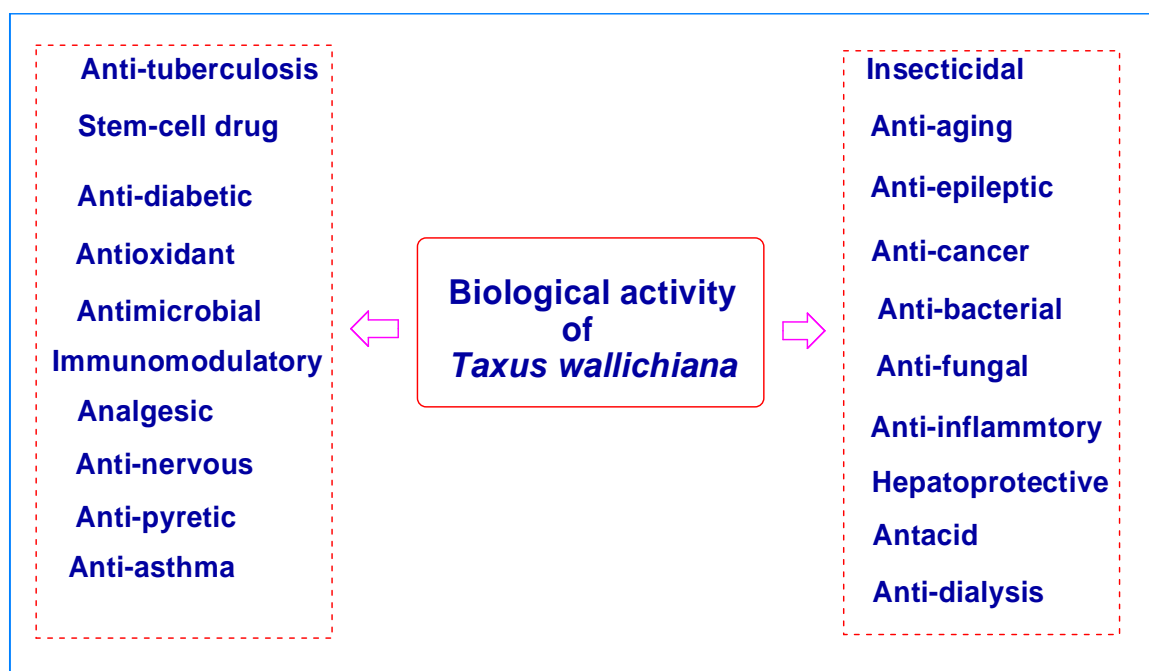 Anti-tuberculosis
Stem-cell drug
Anti-diabetic
Antioxidant
Antimicrobial
Immunomodulatory
Analgesic
Anti-nervous
Anti-pyretic
Anti-asthma
Biological activity
of
Taxus wallichiana
Insecticidal
Anti-aging
Anti-epileptic
Anti-cancer
Anti-bacterial
Anti-fungal
Anti-inflammtory
Hepatoprotective
Antacid
Anti-dialysis